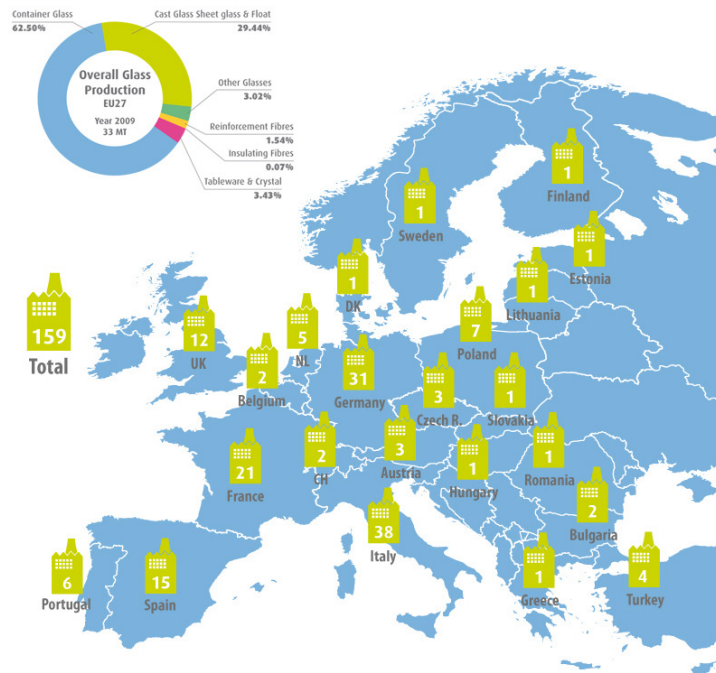 Container Glass
62.50%
Cast Glass Sheet glass & Float
29.44%
Overall Glass
Production
EU27
Year 2009
33 MT
Other Glasses
3.02%
Reinforcement Fibres
1.54%
Insulating Fibres
0.07%
Tableware & Crystal
3.43%
1
Finland
1
Sweden
1
Estonia
1
DK
1
Lithuania
159
Total
12
UK
5
NL
7
Poland
2
Belgium
31
Germany
3
Czech R.
1
Slovakia
21
France
2
CH
3
Austria
1
Hungary
1
Romania
2
Bulgaria
38
Italy
6
Portugal
15
Spain
1
Greece
4
Turkey